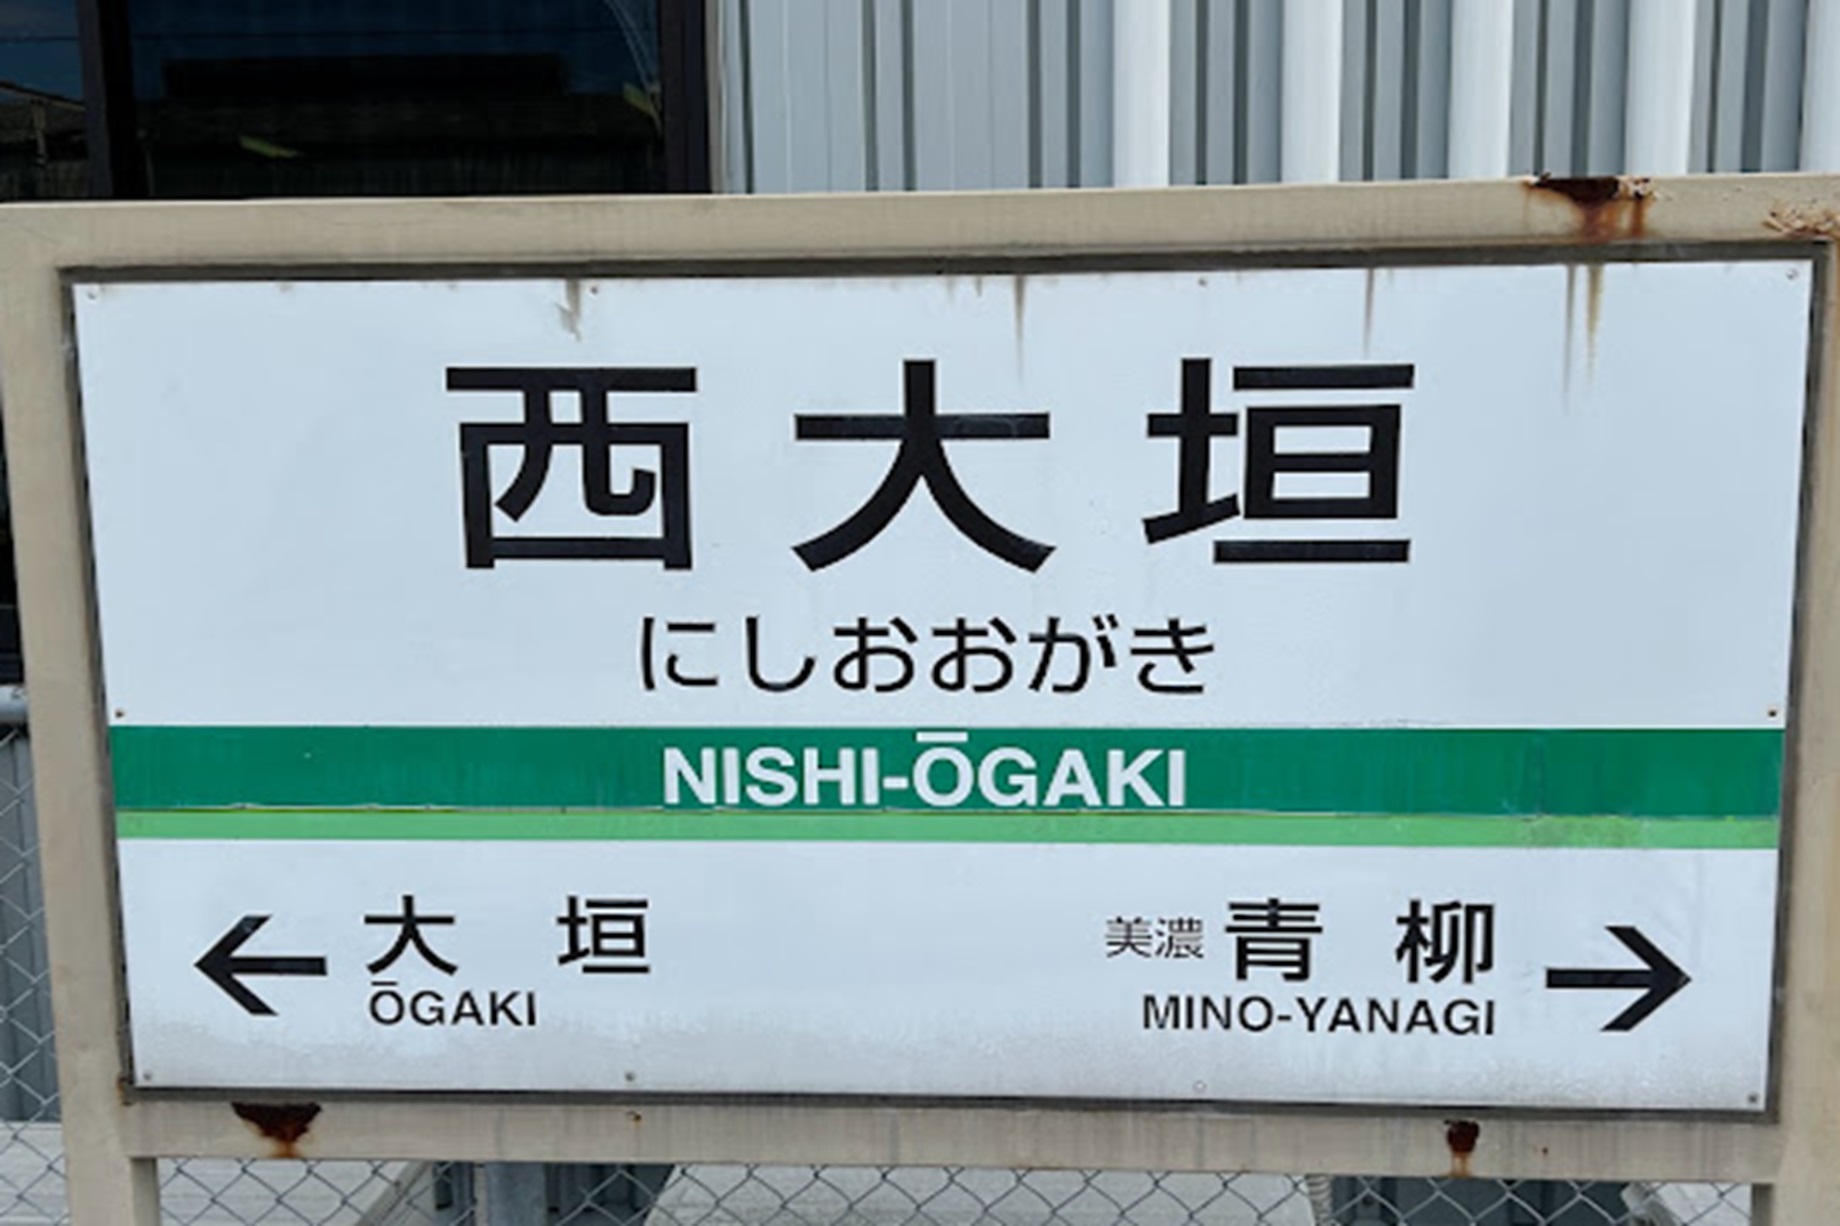 西大垣
にしおおがき
NISHI-ŌGAKI
← 大垣 美濃青柳 →
ŌGAKI MINO-YANAGI